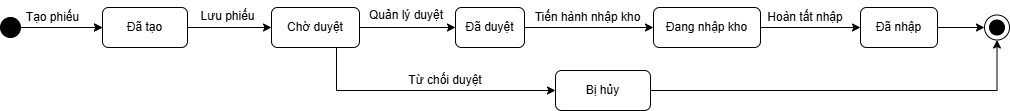 Tạo phiếu
Đã tạo
Lưu phiếu
Chờ duyệt
Quản lý duyệt
Đã duyệt
Tiến hành nhập kho
Đang nhập kho
Hoàn tất nhập
Đã nhập
Từ chối duyệt
Bị hủy